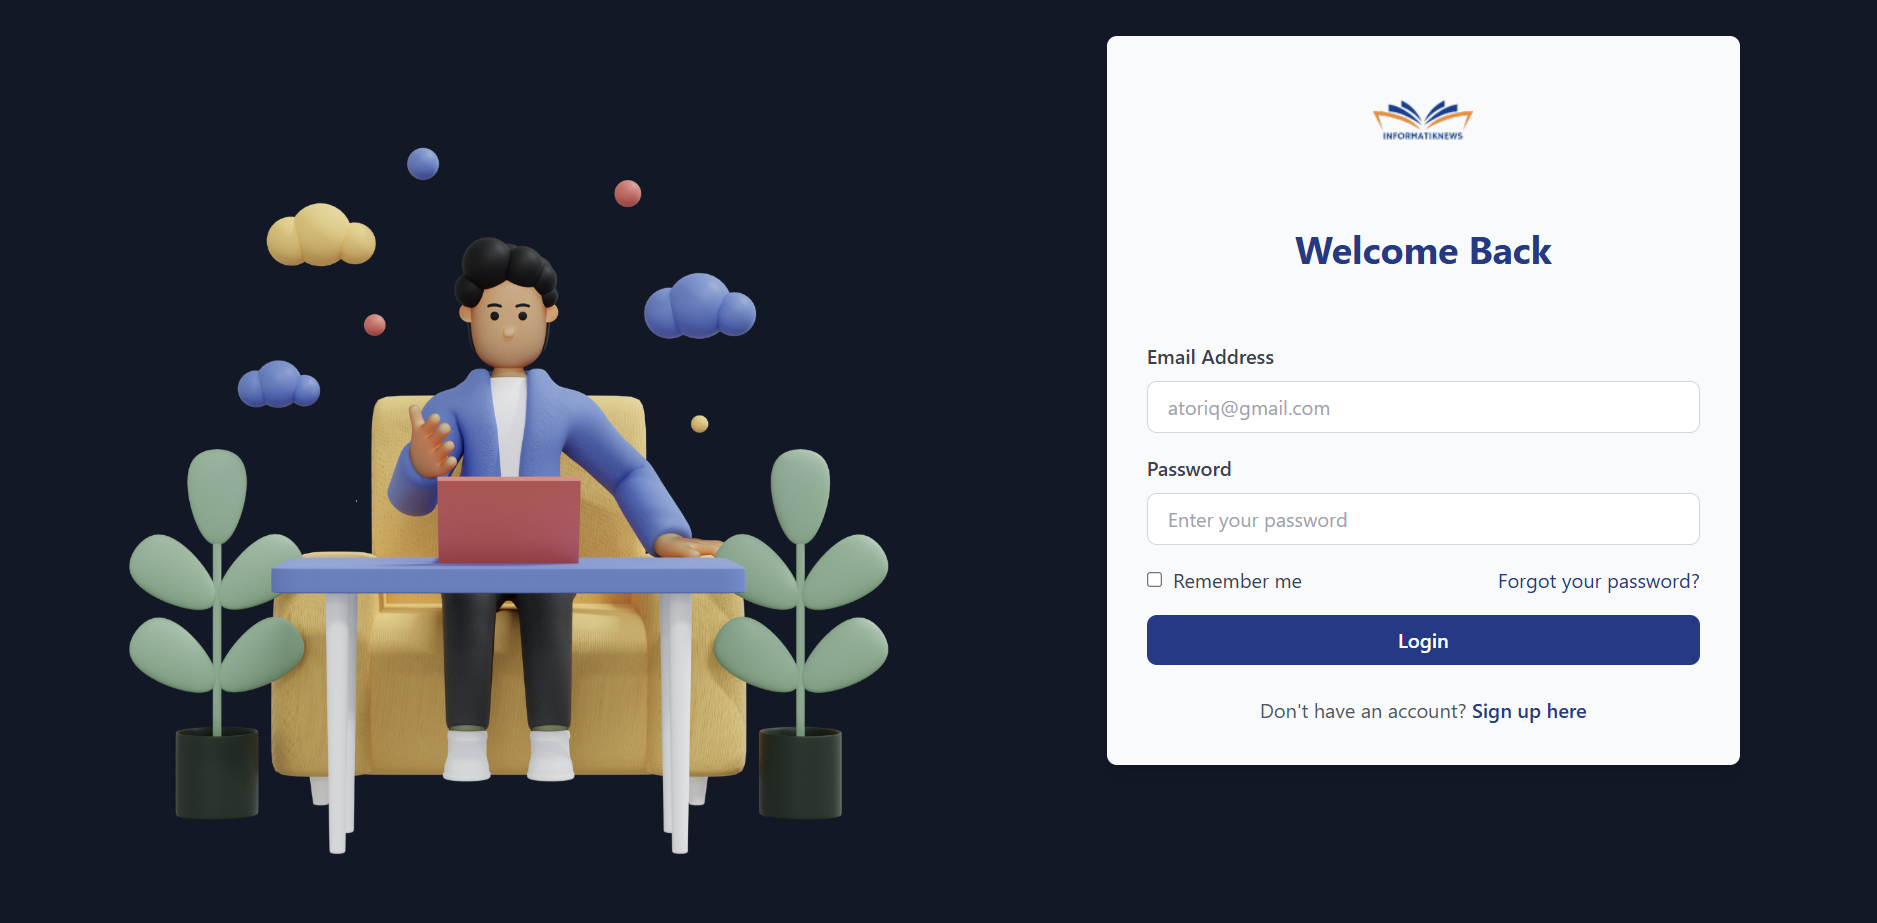 INFORMATIKNEWS
Welcome Back
Email Address
atoriq@gmail.com
Password
Enter your password
Remember me
Forgot your password?
Login
Don't have an account? Sign up here